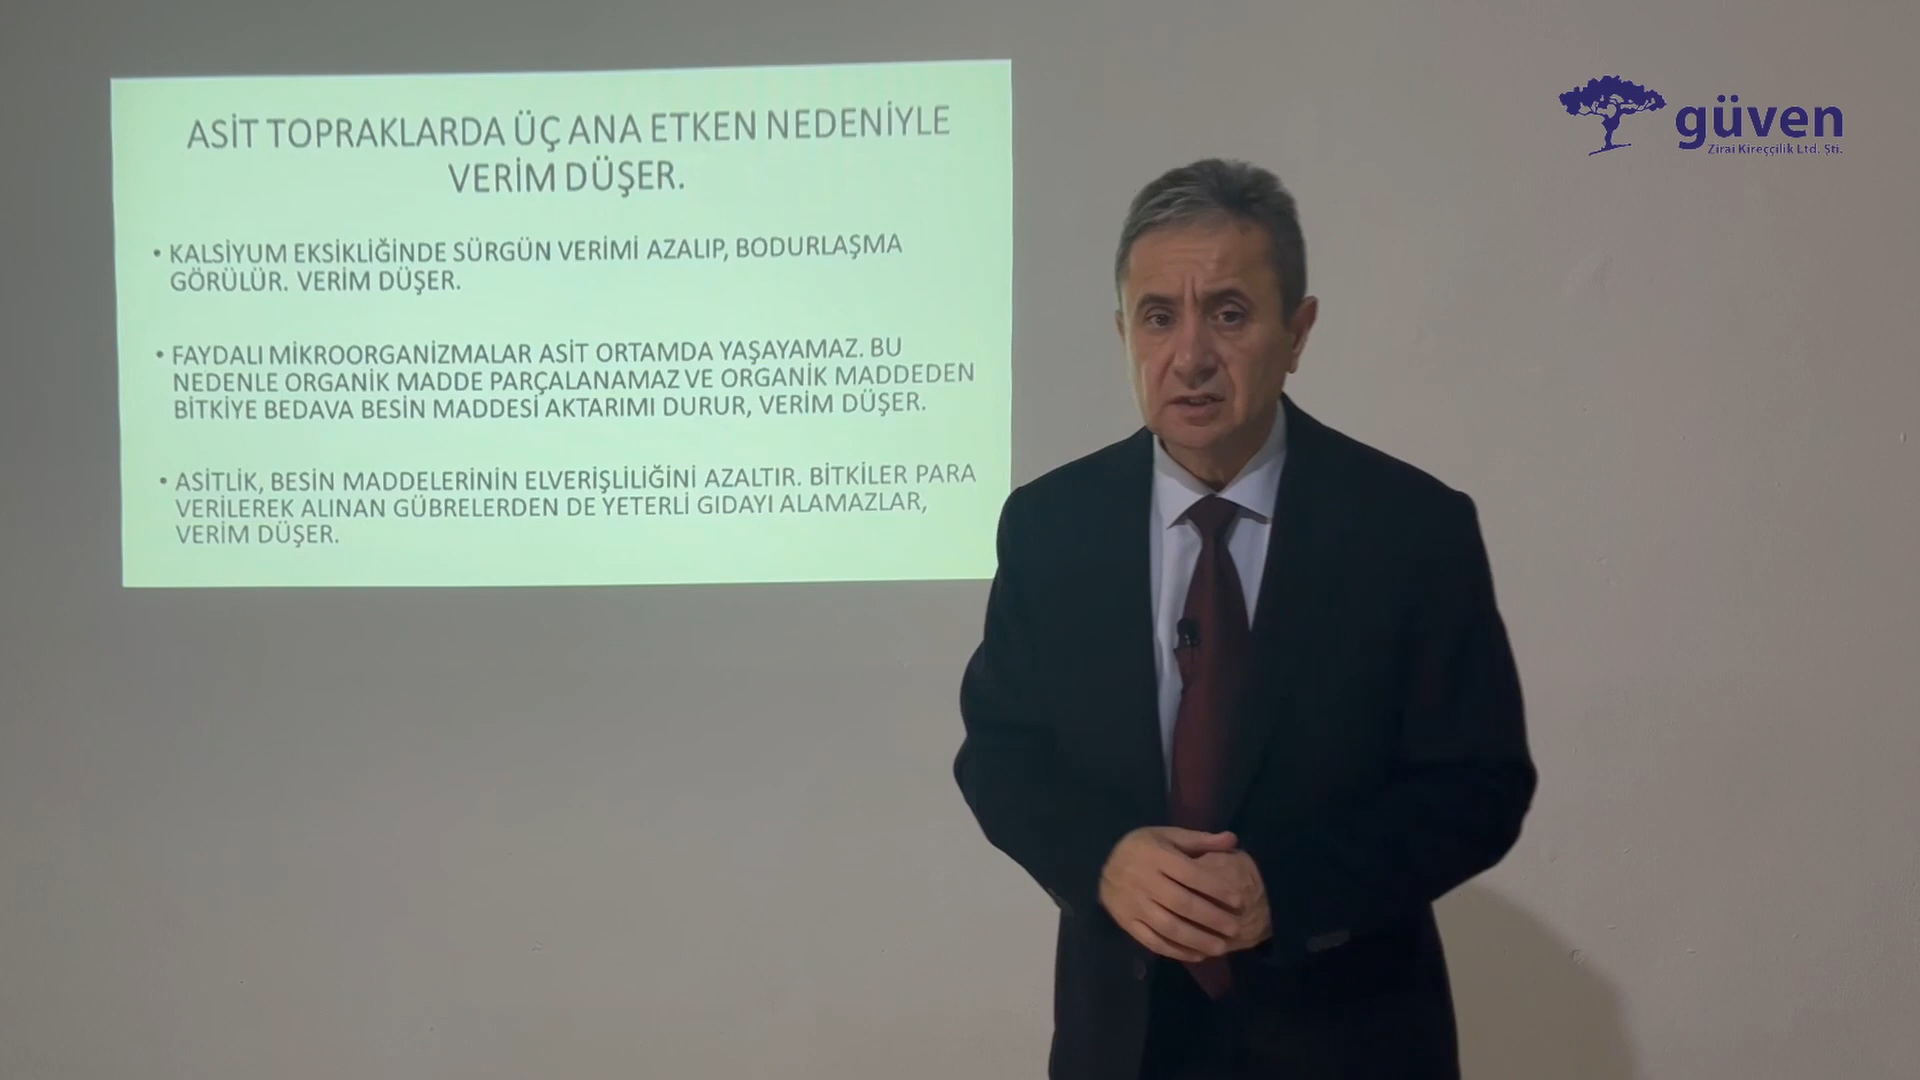 ASİT TOPRAKLARDA ÜÇ ANA ETKEN NEDENİYLE
VERİM DÜŞER.
• KALSİYUM EKSİKLİĞİNDE SÜRGÜN VERİMİ AZALIP, BODURLAŞMA
GÖRÜLÜR. VERİM DÜŞER.
• FAYDALI MİKROORGANİZMALAR ASİT ORTAMDA YAŞAYAMAZ. BU
NEDENLE ORGANİK MADDE PARÇALANAMAZ VE ORGANİK MADDEDEN
BİTKİYE BEDAVA BESİN MADDESİ AKTARIMI DURUR, VERİM DÜŞER.
• ASİTLİK, BESİN MADDELERİNİN ELVERİŞLİLİĞİNİ AZALTIR. BİTKİLER PARA
VERİLEREK ALINAN GÜBRELERDEN DE YETERLİ GIDAYI ALAMAZLAR,
VERİM DÜŞER.
güven
Zirai Kireççilik Ltd. Şti.